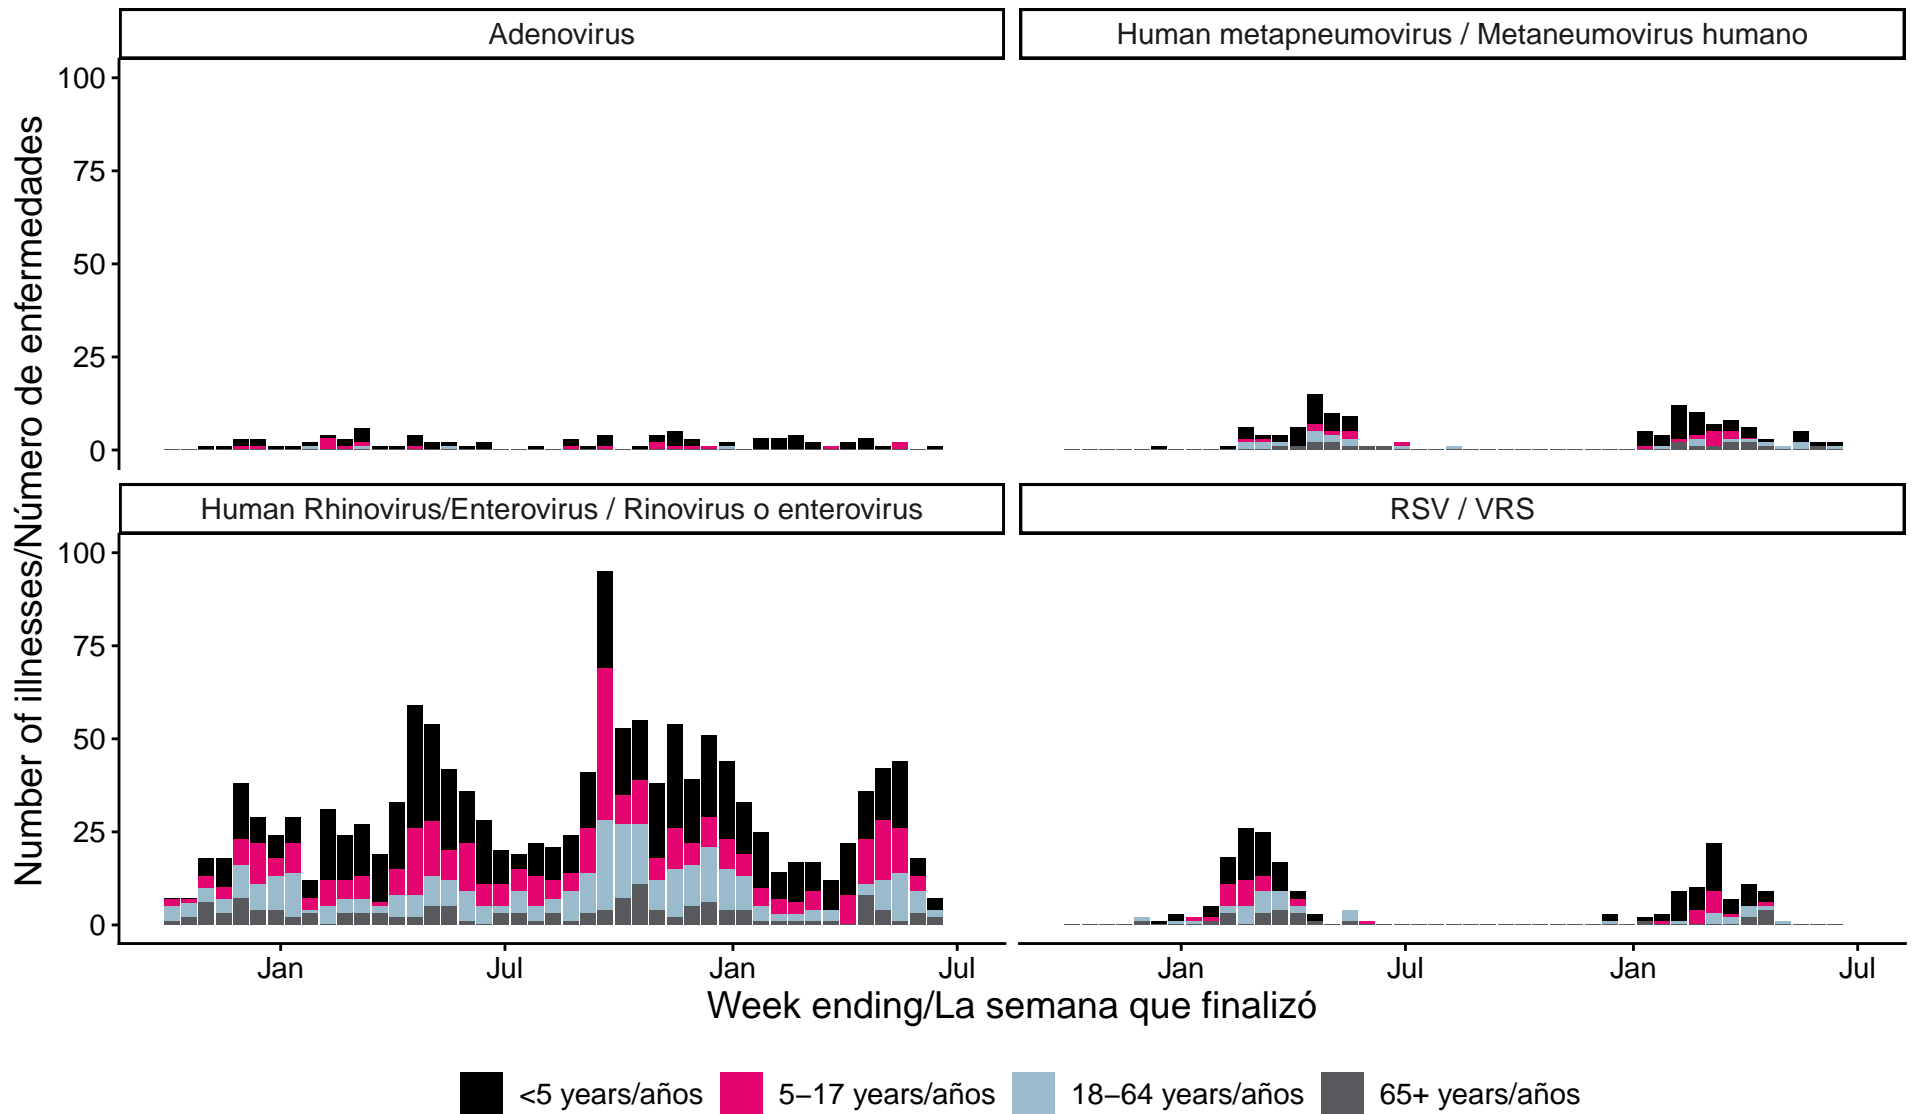 Adenovirus
Human metapneumovirus / Metaneumovirus humano
100
75
50
25
0
Human Rhinovirus/Enterovirus / Rinovirus o enterovirus
RSV / VRS
100
75
50
25
0
Number of illnesses/Número de enfermedades
Jan
Jul
Jan
Jul
Jan
Jul
Jan
Jul
Week ending/La semana que finalizó
<5 years/años
5–17 years/años
18–64 years/años
65+ years/años